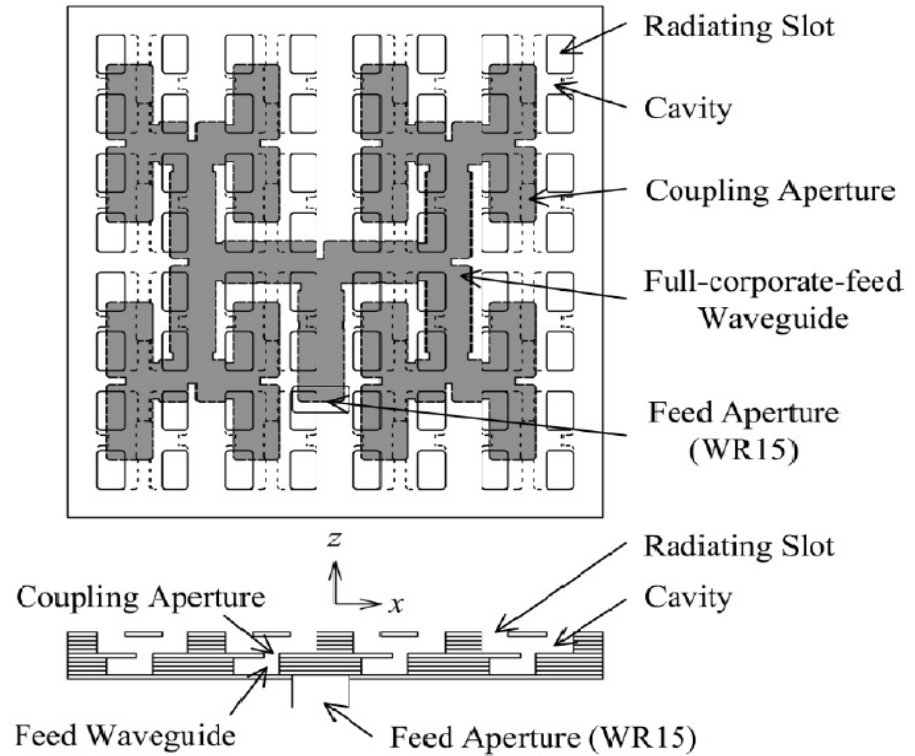 Radiating Slot
Cavity
Coupling Aperture
Full-corporate-feed
Waveguide
Feed Aperture
(WR15)
z
x
Radiating Slot
Coupling Aperture
Cavity
Feed Waveguide
Feed Aperture (WR15)